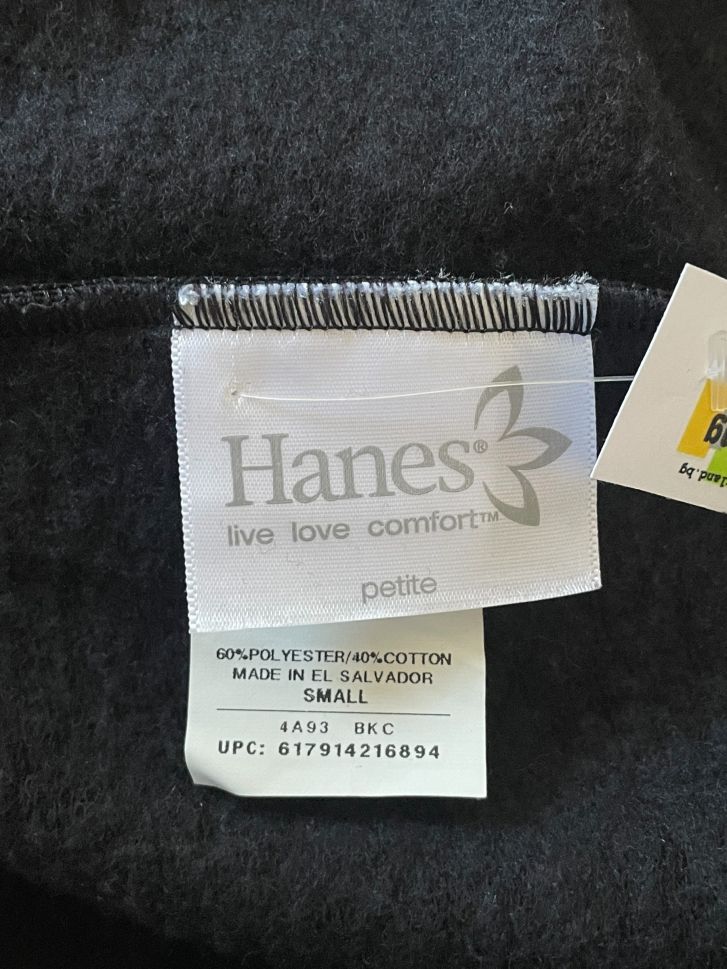 Hanes®
live love comfort™
petite
60%POLYESTER/40%COTTON
MADE IN EL SALVADOR
SMALL
4A93 BKC
UPC: 617914216894